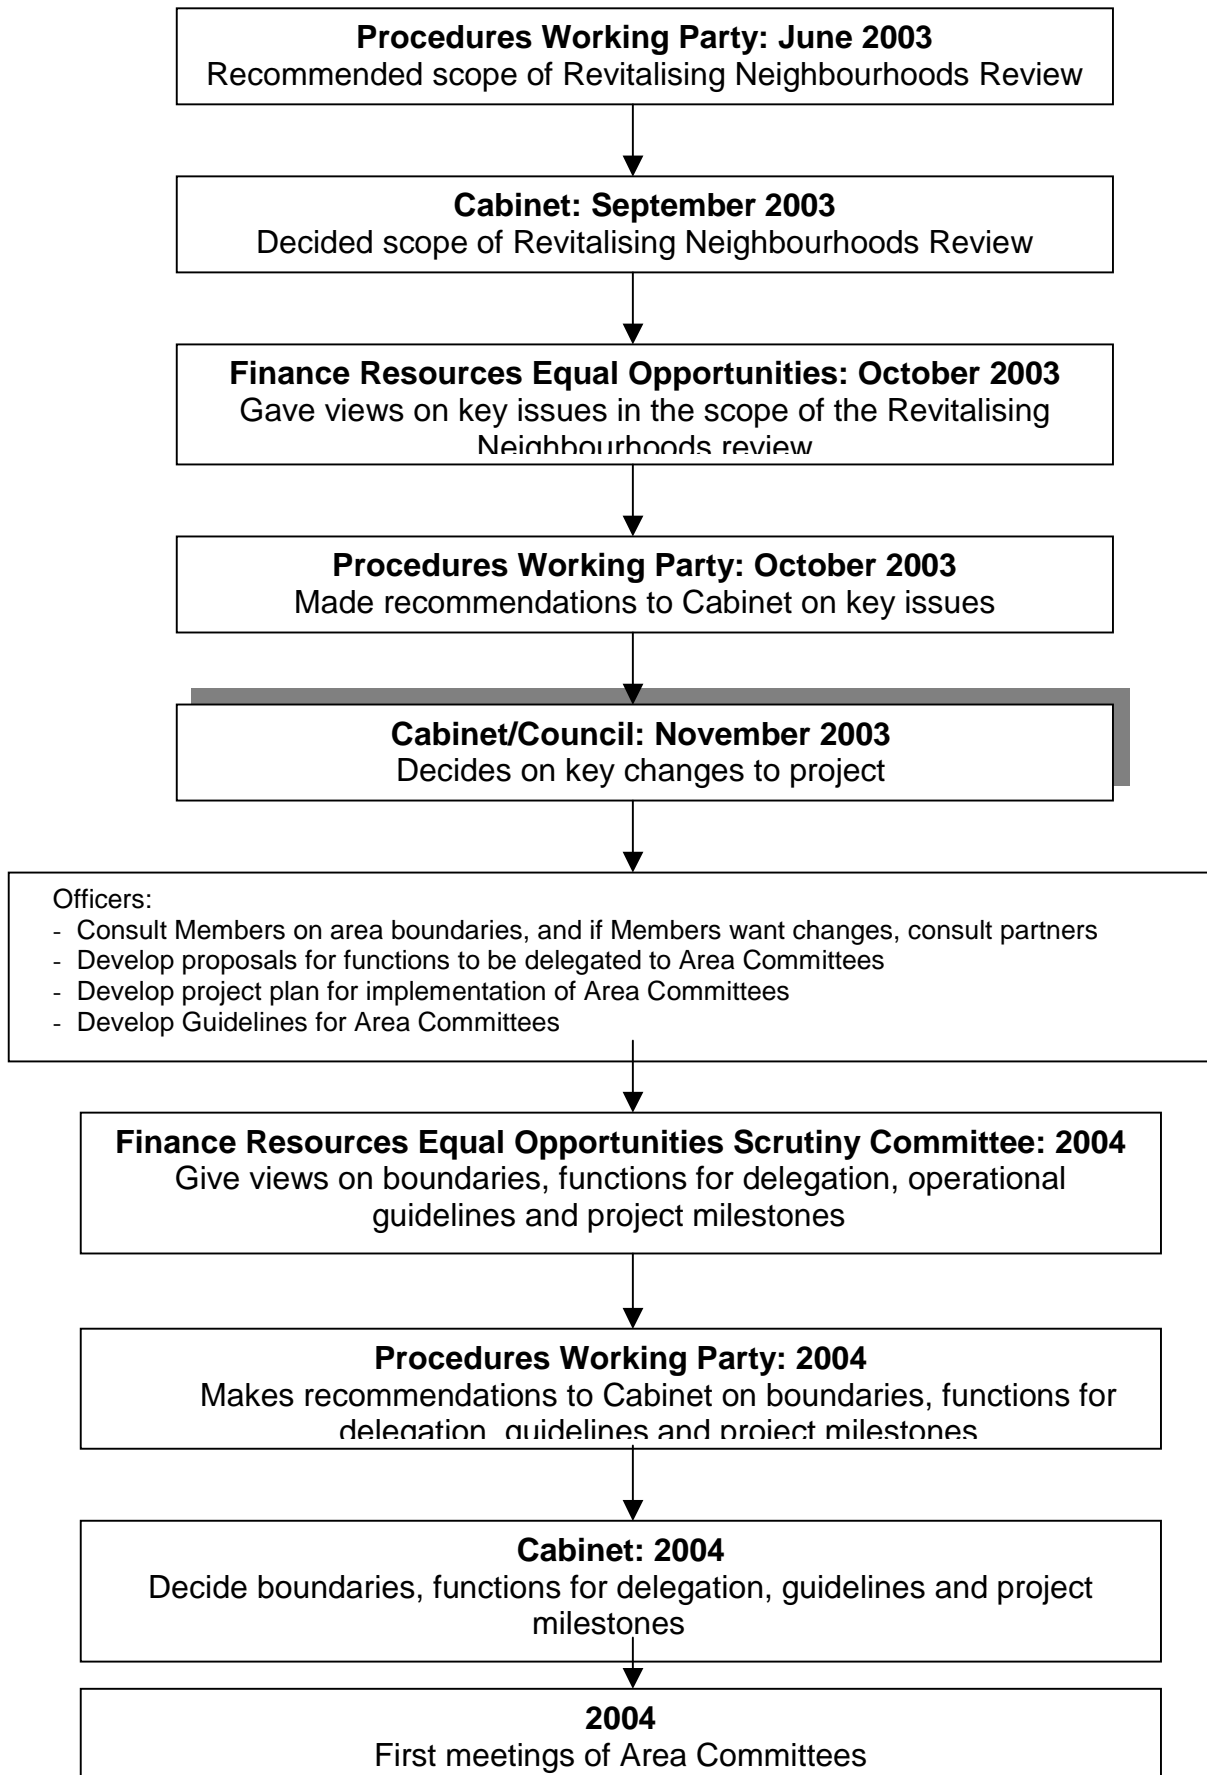 Procedures Working Party: June 2003
Recommended scope of Revitalising Neighbourhoods Review
Cabinet: September 2003
Decided scope of Revitalising Neighbourhoods Review
Finance Resources Equal Opportunities: October 2003
Gave views on key issues in the scope of the Revitalising
Neighbourhoods review
Procedures Working Party: October 2003
Made recommendations to Cabinet on key issues
Cabinet/Council: November 2003
Decides on key changes to project
Officers:
- Consult Members on area boundaries, and if Members want changes, consult partners
- Develop proposals for functions to be delegated to Area Committees
- Develop project plan for implementation of Area Committees
- Develop Guidelines for Area Committees
Finance Resources Equal Opportunities Scrutiny Committee: 2004
Give views on boundaries, functions for delegation, operational
guidelines and project milestones
Procedures Working Party: 2004
Makes recommendations to Cabinet on boundaries, functions for
delegation, guidelines and project milestones
Cabinet: 2004
Decide boundaries, functions for delegation, guidelines and project
milestones
2004
First meetings of Area Committees